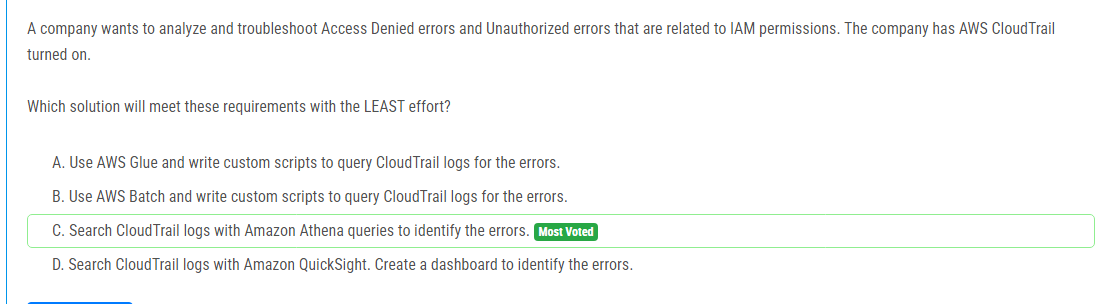 A company wants to analyze and troubleshoot Access Denied errors and Unauthorized errors that are related to IAM permissions. The company has AWS CloudTrail
turned on.
Which solution will meet these requirements with the LEAST effort?
A. Use AWS Glue and write custom scripts to query CloudTrail logs for the errors.
B. Use AWS Batch and write custom scripts to query CloudTrail logs for the errors.
C. Search CloudTrail logs with Amazon Athena queries to identify the errors. Most Voted
D. Search CloudTrail logs with Amazon QuickSight. Create a dashboard to identify the errors.